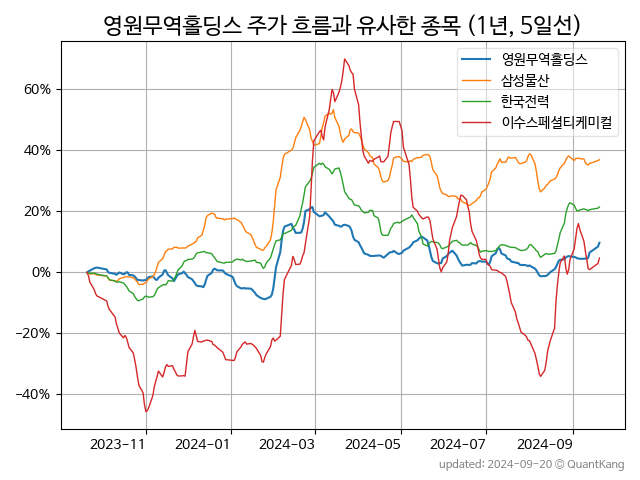 영원무역홀딩스 주가 흐름과 유사한 종목 (1년, 5일선)
영원무역홀딩스
삼성물산
한국전력
이수스페셜티케미컬
60%
40%
20%
0%
−20%
−40%
2023-11
2024-01
2024-03
2024-05
2024-07
2024-09
updated: 2024-09-20 © QuantKang